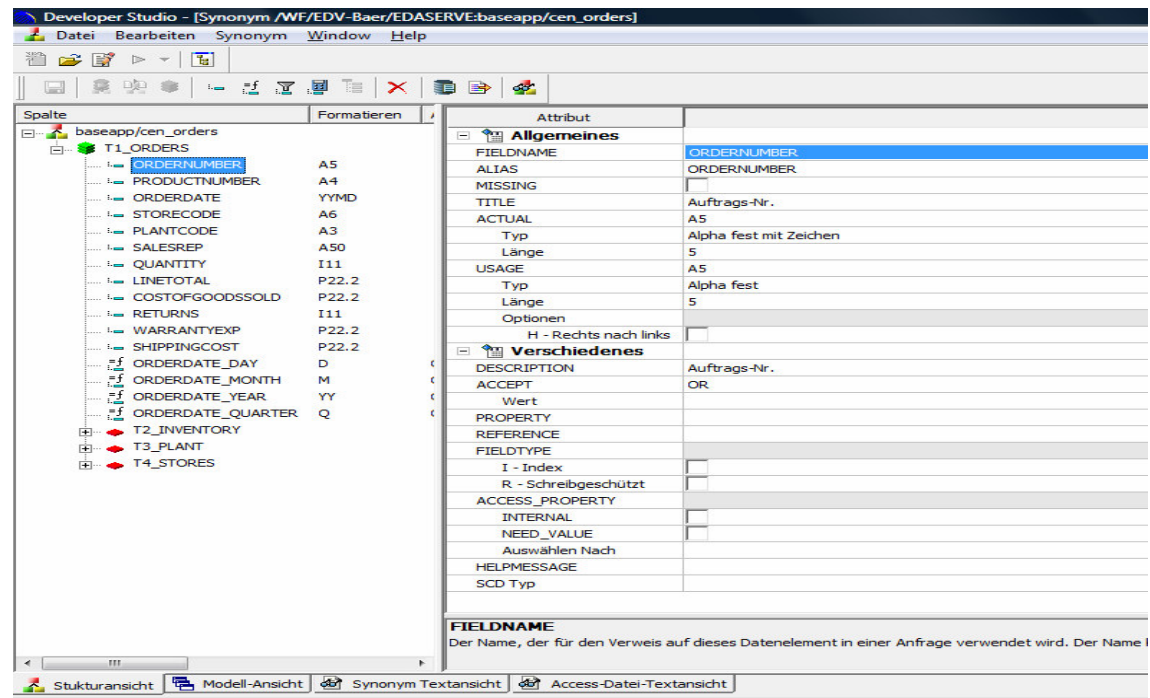 Developer Studio - [Synonym /WF/EDV-Baer/EDASERVE:baseapp/cen_orders]
Datei Bearbeiten Synonym Window Help
Spalte Formatieren
baseapp/cen_orders
T1_ORDERS
ORDERNUMBER A5
PRODUCTNUMBER A4
ORDERDATE YYMD
STORECODE A6
PLANTCODE A3
SALESREP A50
QUANTITY I11
LINETOTAL P22.2
COSTOFGOODSSOLD P22.2
RETURNS I11
WARRANTYEXP P22.2
SHIPPINGCOST P22.2
ORDERDATE_DAY D
ORDERDATE_MONTH M
ORDERDATE_YEAR YY
ORDERDATE_QUARTER Q
T2_INVENTORY
T3_PLANT
T4_STORES
Attribut
Allgemeines
FIELDNAME ORDERNUMBER
ALIAS ORDERNUMBER
MISSING
TITLE Auftrags-Nr.
ACTUAL A5
Typ Alpha fest mit Zeichen
Länge 5
USAGE A5
Typ Alpha fest
Länge 5
Optionen
H - Rechts nach links
Verschiedenes
DESCRIPTION Auftrags-Nr.
ACCEPT OR
Wert
PROPERTY
REFERENCE
FIELDTYPE
I - Index
R - Schreibgeschützt
ACCESS_PROPERTY
INTERNAL
NEED_VALUE
Auswählen Nach
HELPMESSAGE
SCD Typ
FIELDNAME
Der Name, der für den Verweis auf dieses Datenelement in einer Anfrage verwendet wird. Der Name
Stukturansicht Modell-Ansicht Synonym Textansicht Access-Datei-Textansicht